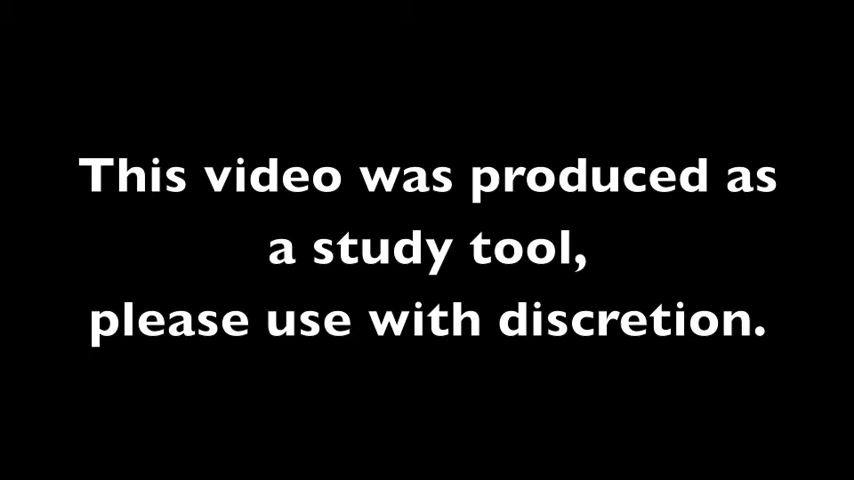 This video was produced as
a study tool,
please use with discretion.